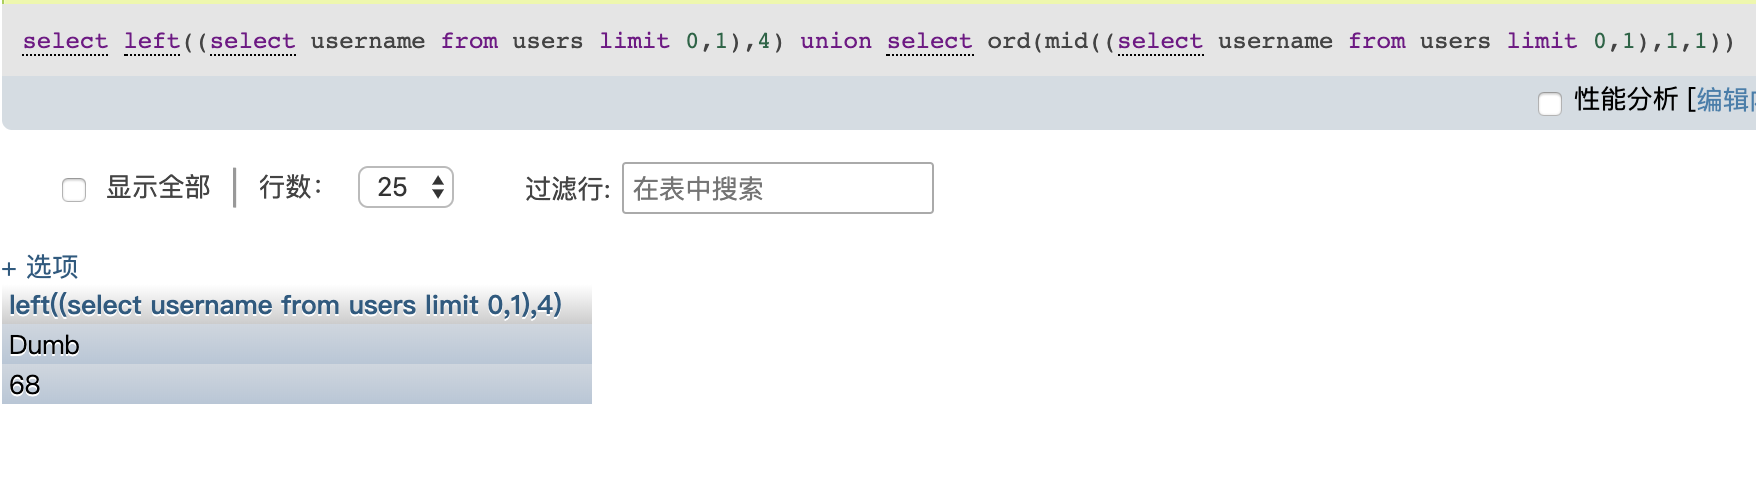 select left((select username from users limit 0,1),4) union select ord(mid((select username from users limit 0,1),1,1))
性能分析 [编辑
显示全部 | 行数： 25 过滤行: 在表中搜索
+ 选项
left((select username from users limit 0,1),4)
Dumb
68